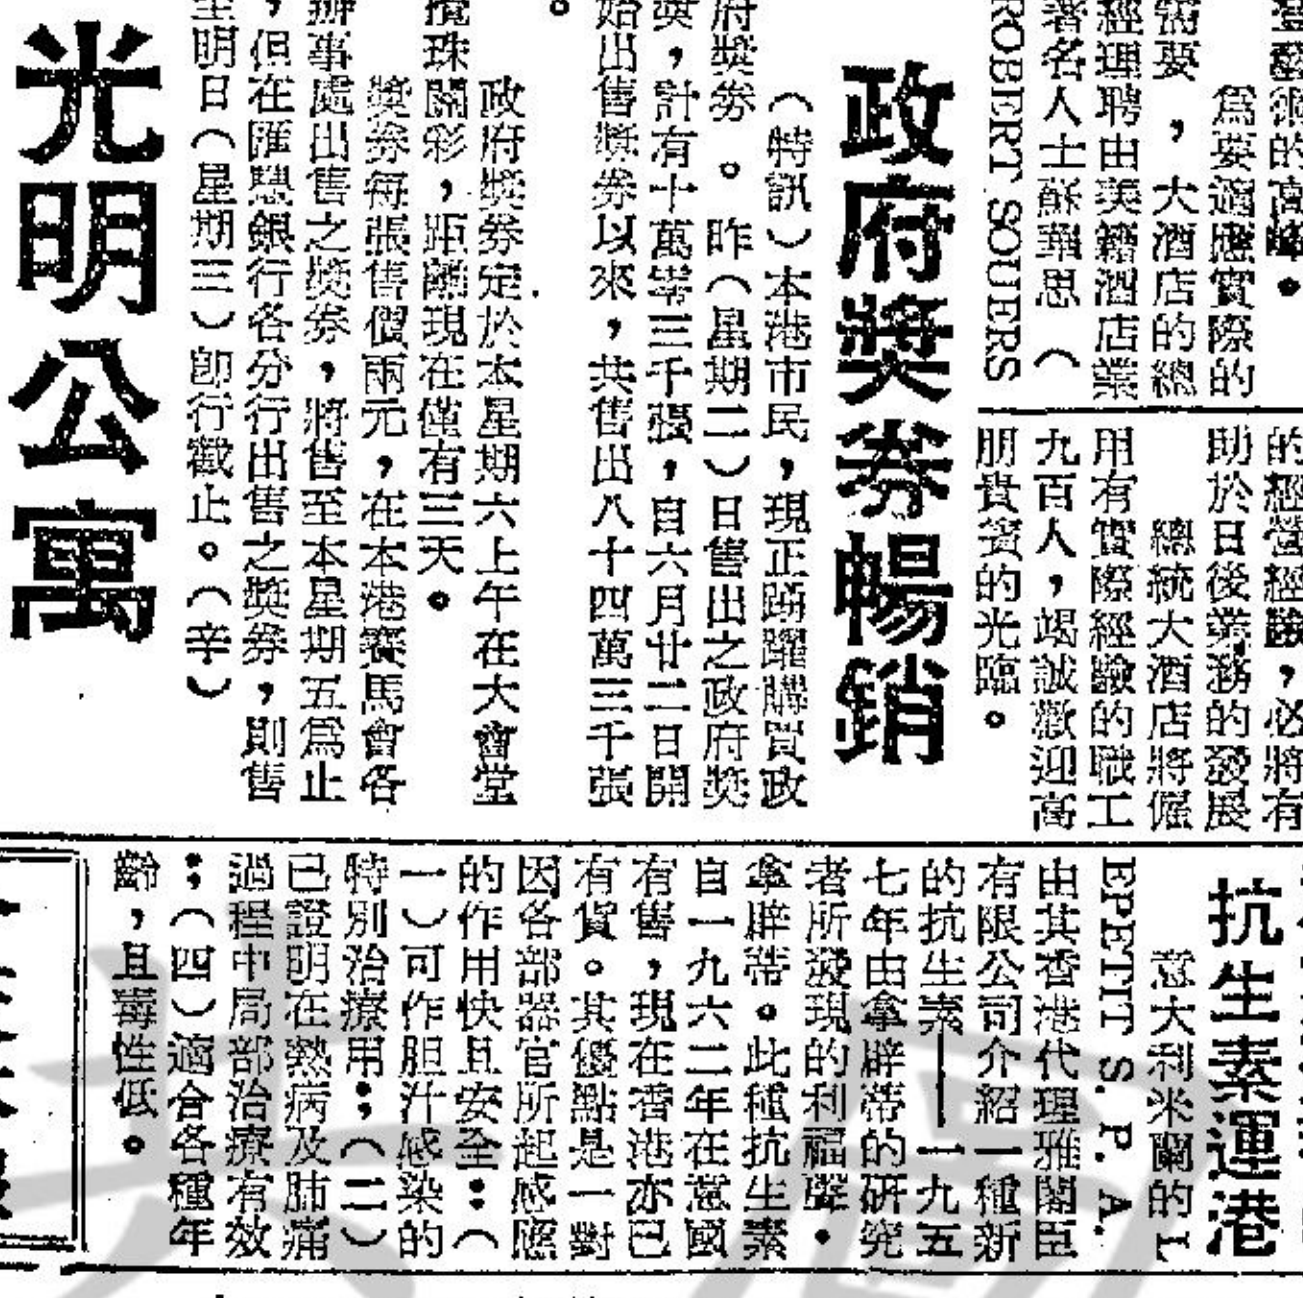 澄藝術的高峰。
爲要適應實際的
需要，大酒店的總
經理聘由美籍酒店業
著名人士蘇華思（
ROBERT SOUERS
的經營經驗，必將有
助於日後業務的發展
總統大酒店將僱
用有實際經驗的職工
九百人，竭誠歡迎高
朋貴賓的光臨。
政府獎券暢銷
（特訊）本港市民，現正踴躍購買政
府獎券。昨（星期二）日售出之政府獎
獎，計有十萬零三千張，自六月廿二日開
始出售獎券以來，共售出八十四萬三千張
。
政府獎券定於本星期六上午在大會堂
攪珠開彩，距離現在僅有三天。
獎券每張售價兩元，在本港賽馬會各
辦事處出售之獎券，將售至本星期五爲止
，但在匯豐銀行各分行出售之獎券，則售
至明日（星期三）卽行截止。（辛）
光明公寓
抗生素運港
意大利米蘭的L
EPETIT S. P. A.
由其香港代理雅閣臣
有限公司介紹一種新
的抗生素——一九五
七年由拿辟蒂的研究
者所發現的利福聲·
拿辟蒂。此種抗生素
自一九六二年在意國
有售，現在香港亦已
有貨。其優點是一對
因各部器官所起感應
的作用快且安全：（
一）可作胆汁感染的
特別治療用；（二）
已證明在熱病及肺癆
過程中局部治療有效
；（四）適合各種年
齡，且毒性低。